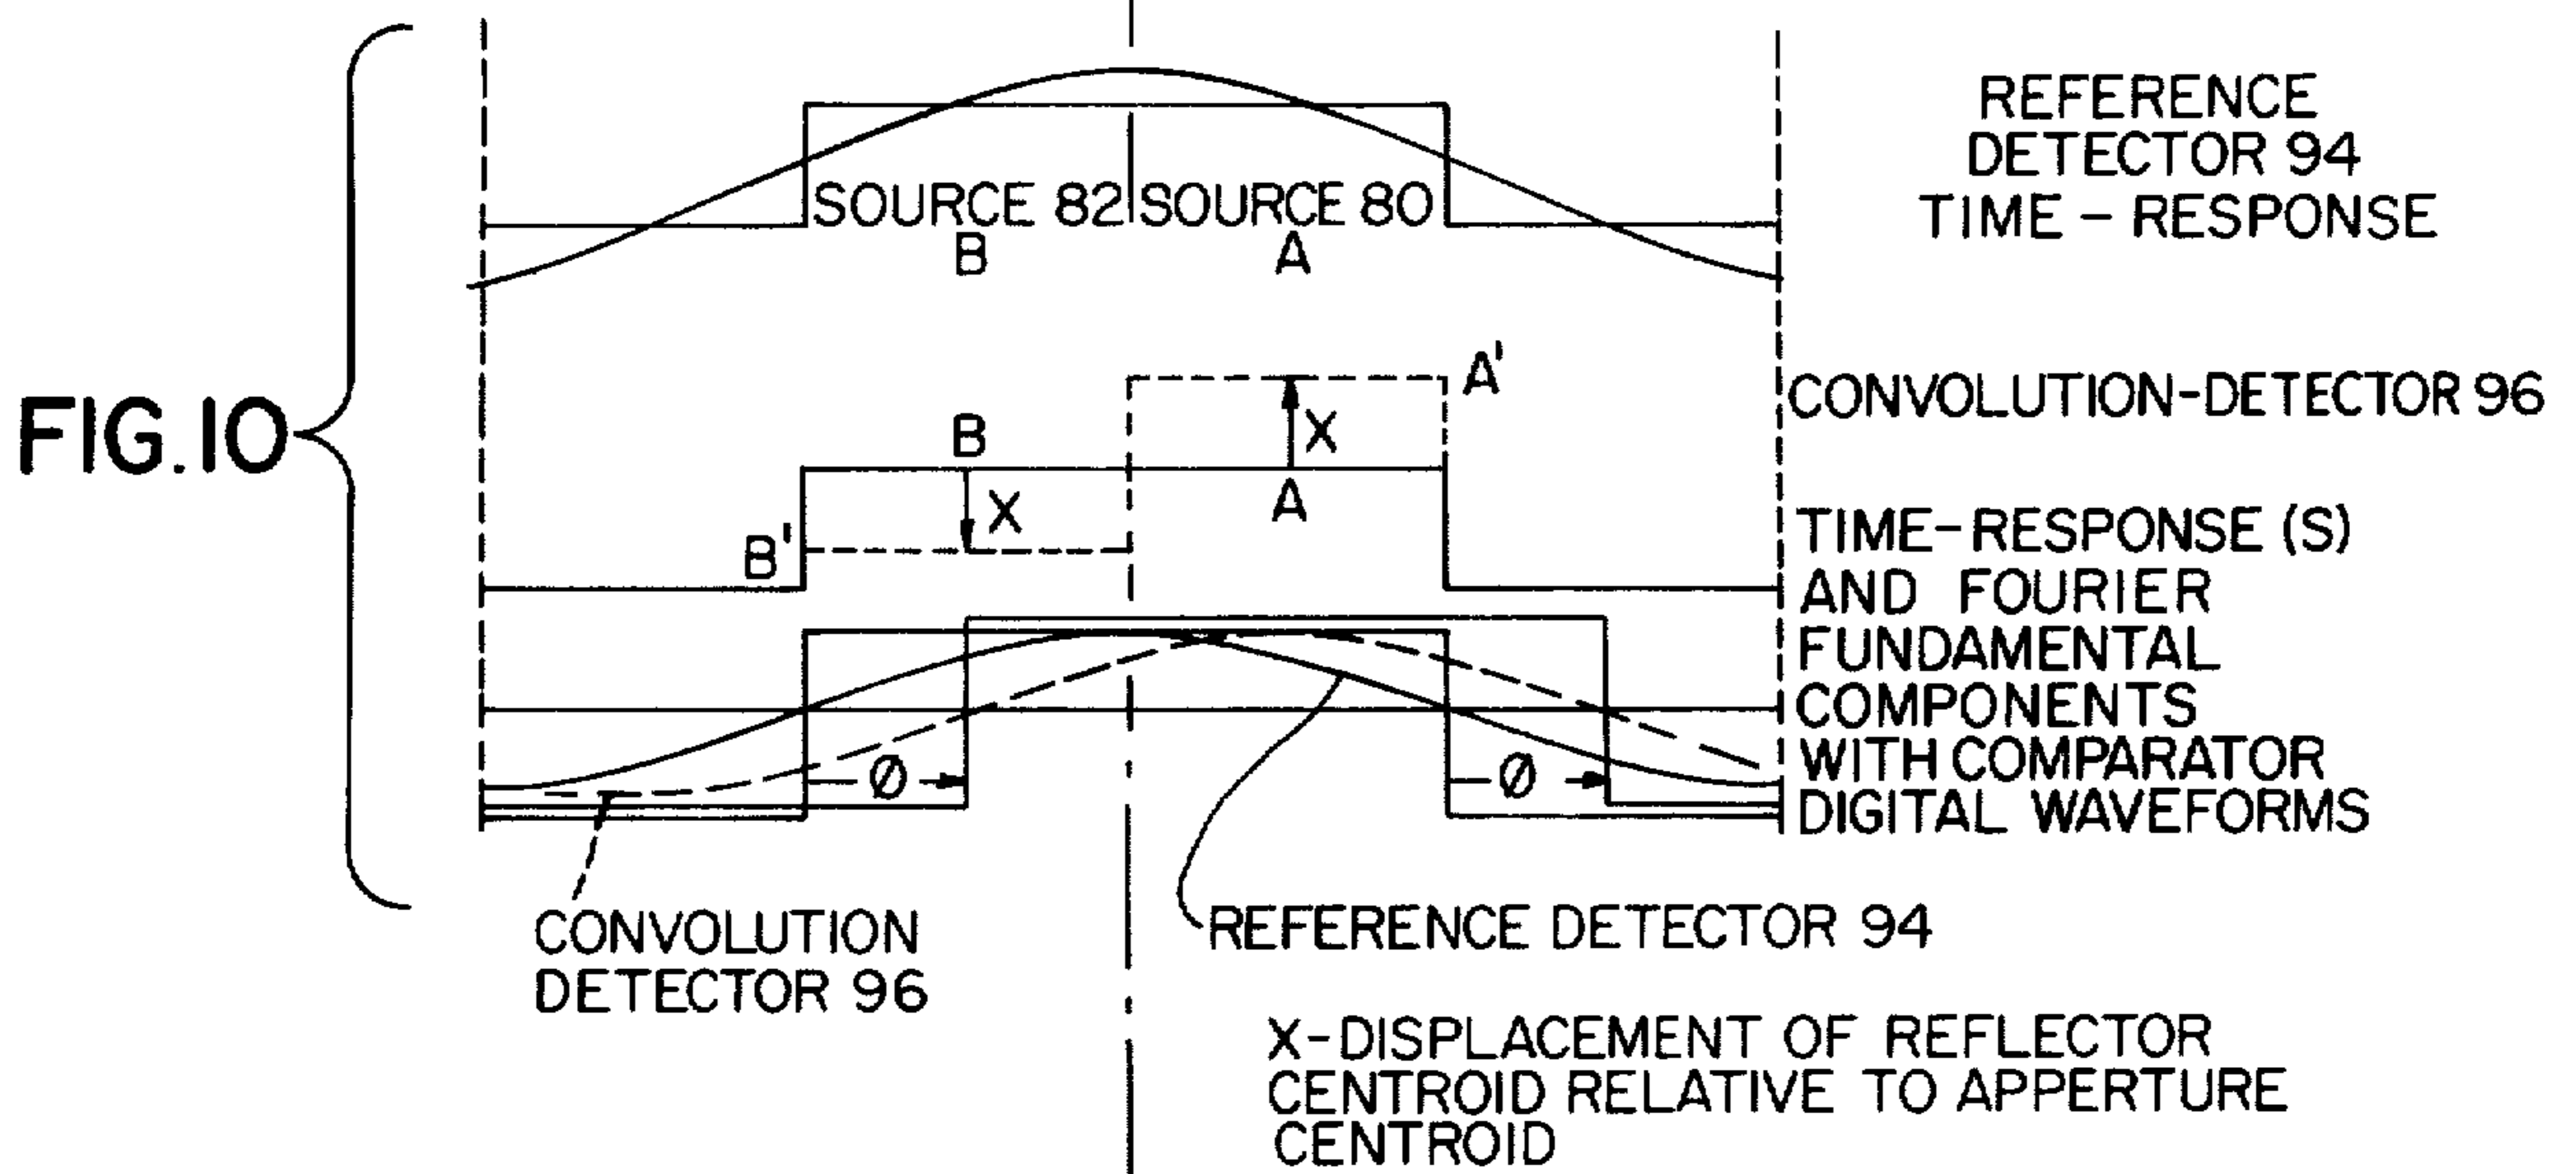 FIG. 10
REFERENCE
DETECTOR 94
TIME - RESPONSE
SOURCE 82 SOURCE 80
B A
A'
CONVOLUTION-DETECTOR 96
B X
X A
B'
TIME-RESPONSE (S)
AND FOURIER
FUNDAMENTAL
COMPONENTS
WITH COMPARATOR
Ø Ø
DIGITAL WAVEFORMS
CONVOLUTION
DETECTOR 96
REFERENCE DETECTOR 94
X-DISPLACEMENT OF REFLECTOR
CENTROID RELATIVE TO APPERTURE
CENTROID